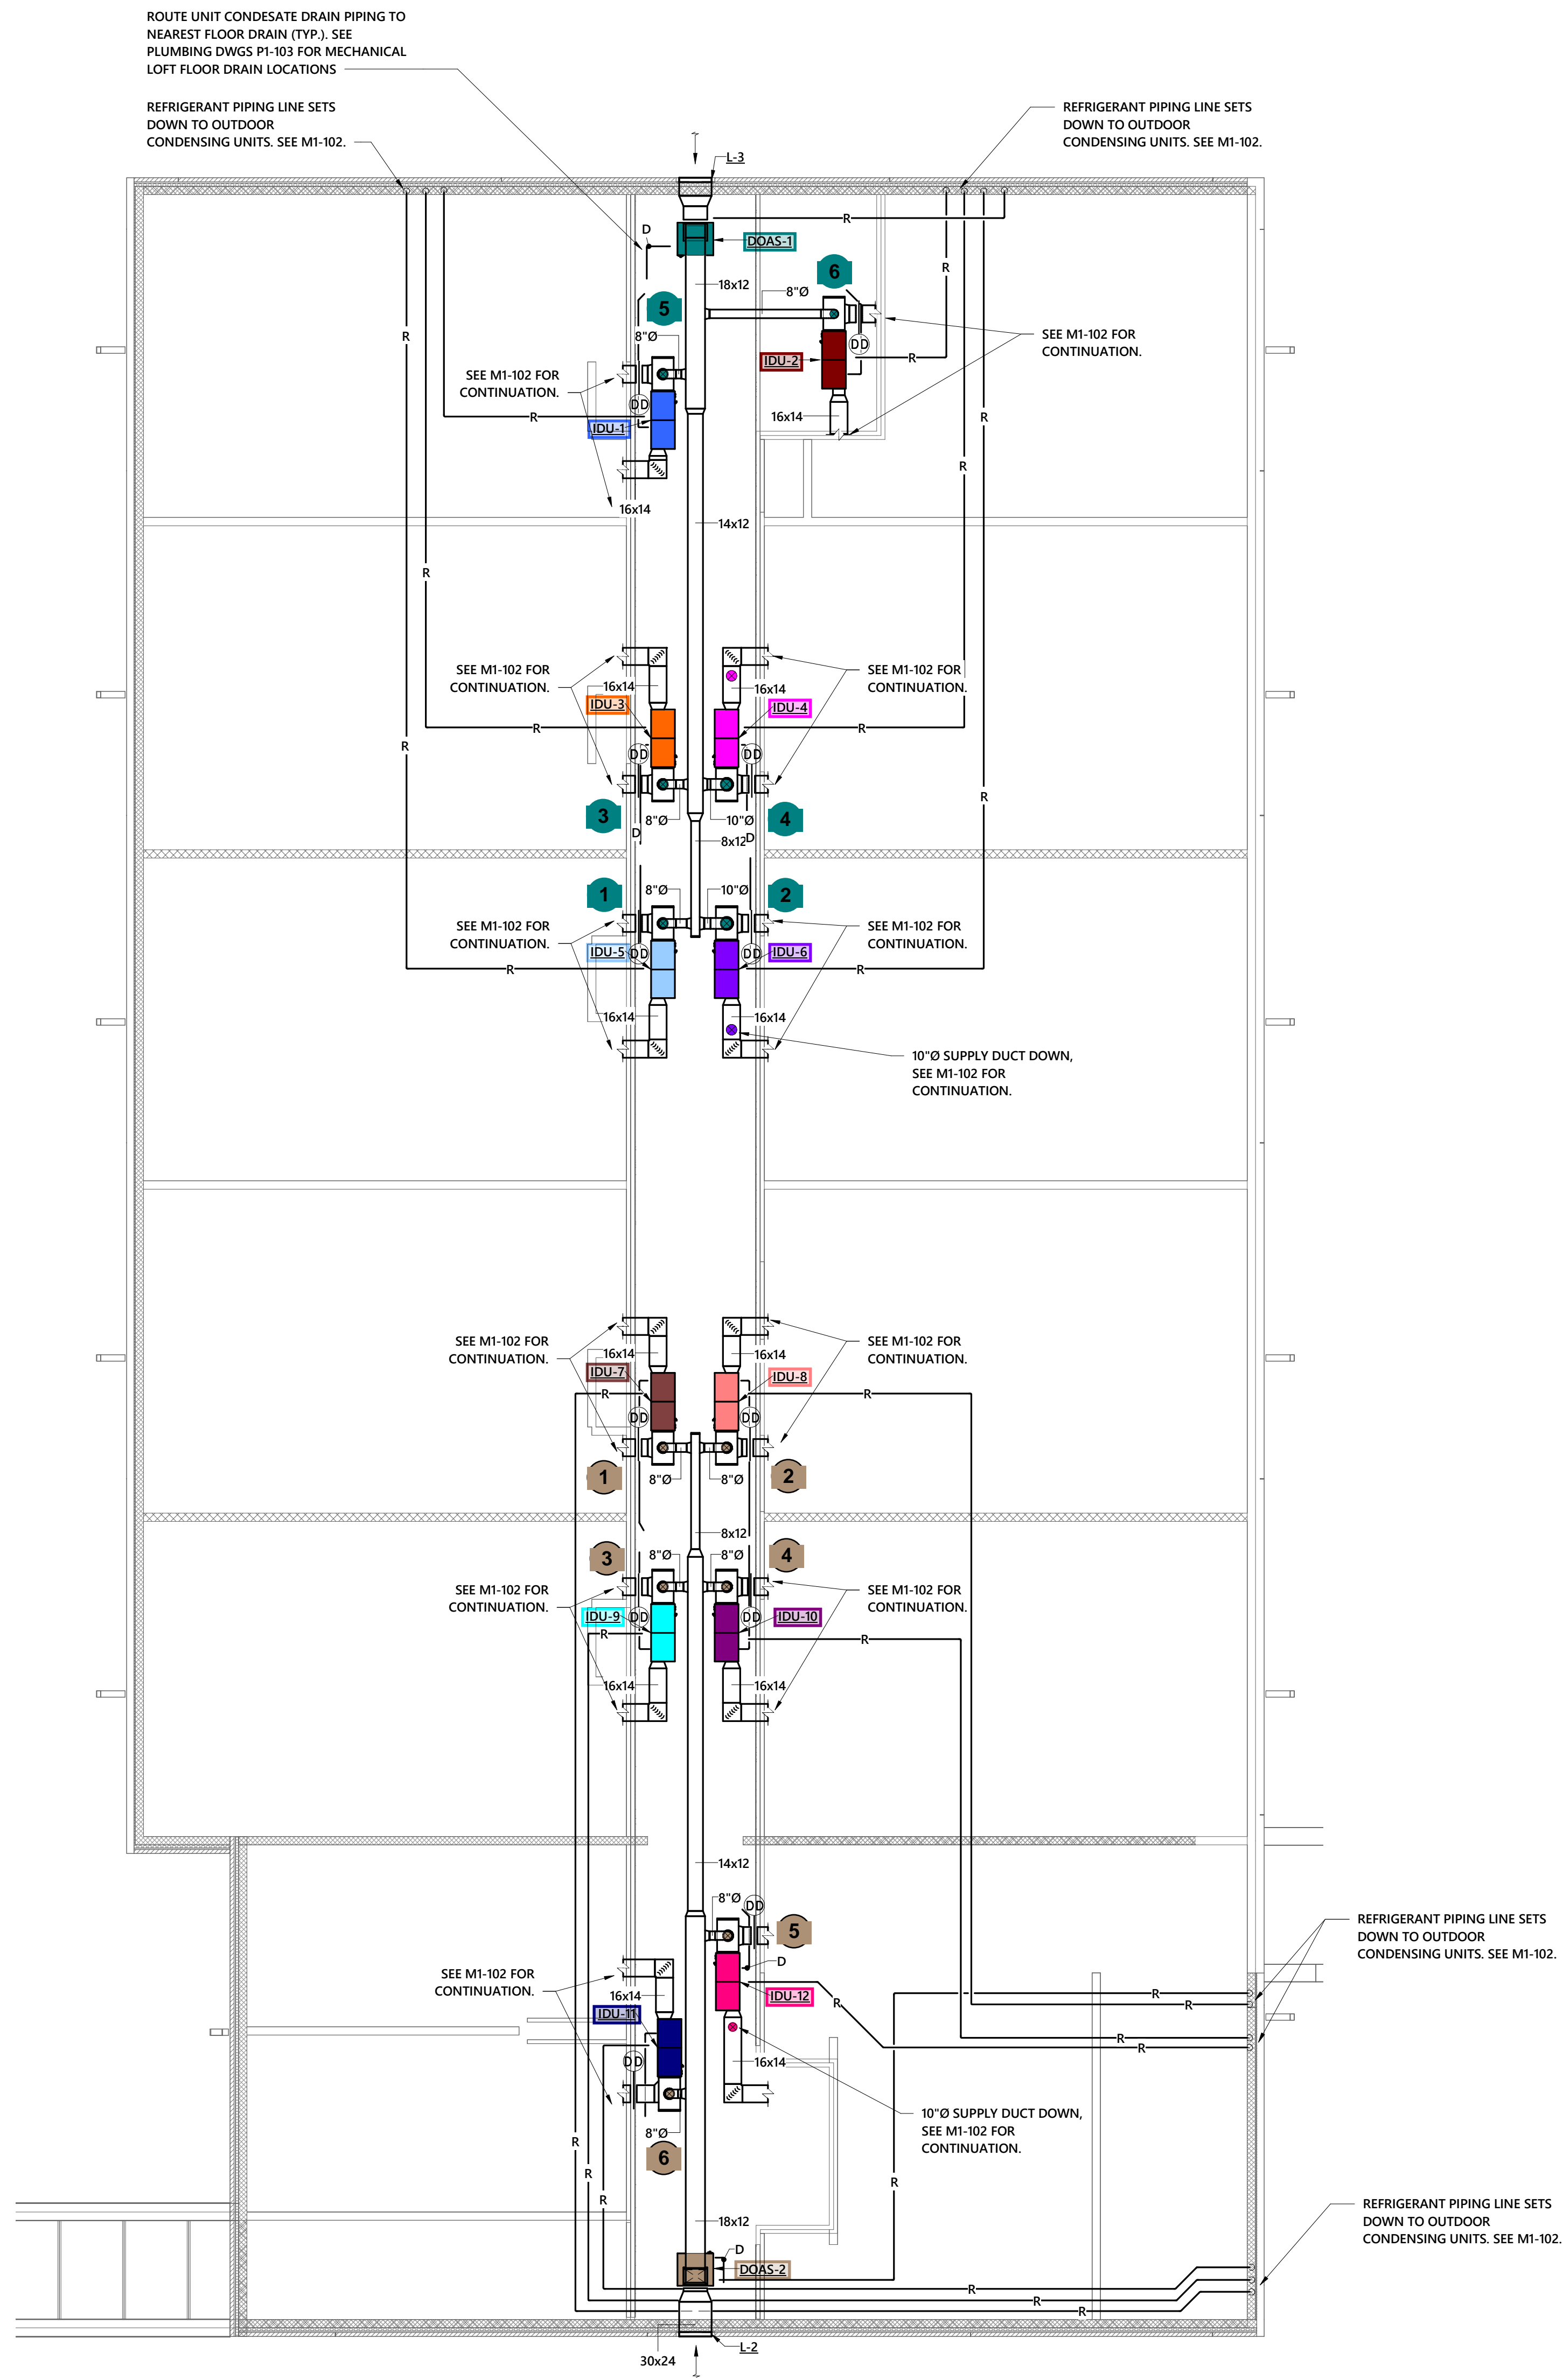 ROUTE UNIT CONDESATE DRAIN PIPING TO
NEAREST FLOOR DRAIN (TYP.). SEE
PLUMBING DWGS P1-103 FOR MECHANICAL
LOFT FLOOR DRAIN LOCATIONS
REFRIGERANT PIPING LINE SETS
DOWN TO OUTDOOR
CONDENSING UNITS. SEE M1-102.
REFRIGERANT PIPING LINE SETS
DOWN TO OUTDOOR
CONDENSING UNITS. SEE M1-102.
L-3
R
D
DOAS-1
R
6
18x12
8"Ø
5
R
8"Ø
SEE M1-102 FOR
CONTINUATION.
DD
R
IDU-2
SEE M1-102 FOR
CONTINUATION.
DD
16x14
R
R
IDU-1
R
16x14
14x12
R
SEE M1-102 FOR
CONTINUATION.
SEE M1-102 FOR
CONTINUATION.
16x14
16x14
IDU-3
IDU-4
R
R
R
DD
DD
R
3
8"Ø
10"Ø
4
D
8x12
D
1
8"Ø
10"Ø
2
SEE M1-102 FOR
CONTINUATION.
SEE M1-102 FOR
CONTINUATION.
IDU-5
DD
DD
IDU-6
R
R
16x14
16x14
10"Ø SUPPLY DUCT DOWN,
SEE M1-102 FOR
CONTINUATION.
SEE M1-102 FOR
CONTINUATION.
SEE M1-102 FOR
CONTINUATION.
16x14
16x14
IDU-7
IDU-8
R
R
DD
DD
1
8"Ø
8"Ø
2
8x12
3
8"Ø
8"Ø
4
SEE M1-102 FOR
CONTINUATION.
SEE M1-102 FOR
CONTINUATION.
IDU-9
DD
DD
IDU-10
R
R
16x14
16x14
14x12
8"Ø
DD
5
REFRIGERANT PIPING LINE SETS
DOWN TO OUTDOOR
CONDENSING UNITS. SEE M1-102.
D
SEE M1-102 FOR
CONTINUATION.
16x14
IDU-12
R
R
R
IDU-11
R
R
DD
16x14
10"Ø SUPPLY DUCT DOWN,
SEE M1-102 FOR
CONTINUATION.
8"Ø
R
6
R
R
R
REFRIGERANT PIPING LINE SETS
DOWN TO OUTDOOR
CONDENSING UNITS. SEE M1-102.
18x12
D
DOAS-2
R
R
R
L-2
30x24